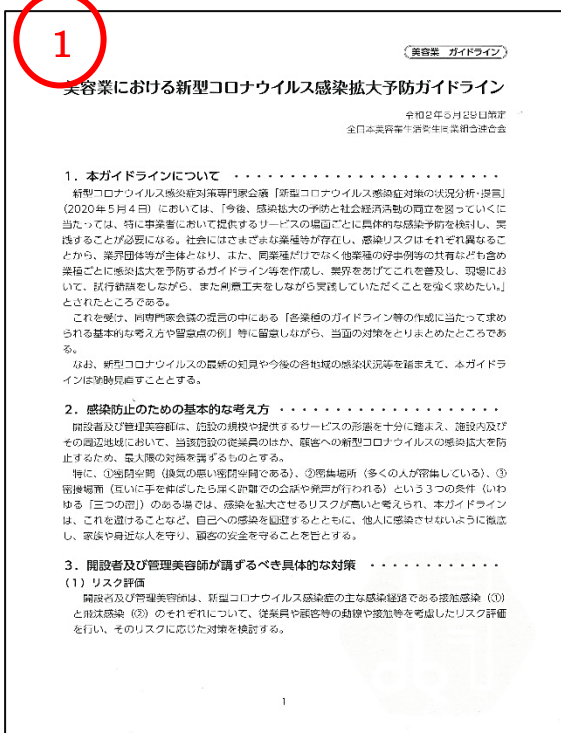 1
美容業 ガイドライン
美容業における新型コロナウイルス感染拡大予防ガイドライン
令和2年5月29日策定
全日本美容業生活衛生同業組合連合会
1．本ガイドラインについて ・・・・・・・・・・・・・・・・・・・・・・・・
新型コロナウイルス感染症対策専門家会議「新型コロナウイルス感染症対策の状況分析・提言」
（2020年5月4日）においては、「今後、感染拡大の予防と社会経済活動の両立を図っていくに
当たっては、特に事業者において提供するサービスの場面ごとに具体的な感染予防を検討し、実
践することが必要になる。社会にはさまざまな業種等が存在し、感染リスクはそれぞれ異なるこ
とから、業界団体等が主体となり、また、同業種だけでなく他業種の好事例等の共有なども含め
業種ごとに感染拡大を予防するガイドライン等を作成し、業界をあげてこれを普及し、現場にお
いて、試行錯誤をしながら、また創意工夫をしながら実践していただくことを強く求めたい。」
とされたところである。
これを受け、同専門家会議の提言の中にある「各業種のガイドライン等の作成に当たって求め
られる基本的な考え方や留意点の例」等に留意しながら、当面の対策をとりまとめたところであ
る。
なお、新型コロナウイルスの最新の知見や今後の各地域の感染状況等を踏まえて、本ガイドラ
インは随時見直すこととする。
2．感染防止のための基本的な考え方 ・・・・・・・・・・・・・・・・・・・・
開設者及び管理美容師は、施設の規模や提供するサービスの形態を十分に踏まえ、施設内及び
その周辺地域において、当該施設の従業員のほか、顧客への新型コロナウイルスの感染拡大を防
止するため、最大限の対策を講ずるものとする。
特に、①密閉空間（換気の悪い密閉空間である）、②密集場所（多くの人が密集している）、③
密接場面（互いに手を伸ばしたら届く距離での会話や発声が行われる）という3つの条件（いわ
ゆる「三つの密」）のある場では、感染を拡大させるリスクが高いと考えられ、本ガイドライン
は、これを避けることなど、自己への感染を回避するとともに、他人に感染させないように徹底
し、家族や身近な人を守り、顧客の安全を守ることを旨とする。
3．開設者及び管理美容師が講ずるべき具体的な対策 ・・・・・・・・・・・・
（1）リスク評価
開設者及び管理美容師は、新型コロナウイルス感染症の主な感染経路である接触感染（①）
と飛沫感染（②）のそれぞれについて、従業員や顧客等の動線や接触等を考慮したリスク評価
を行い、そのリスクに応じた対策を検討する。
1